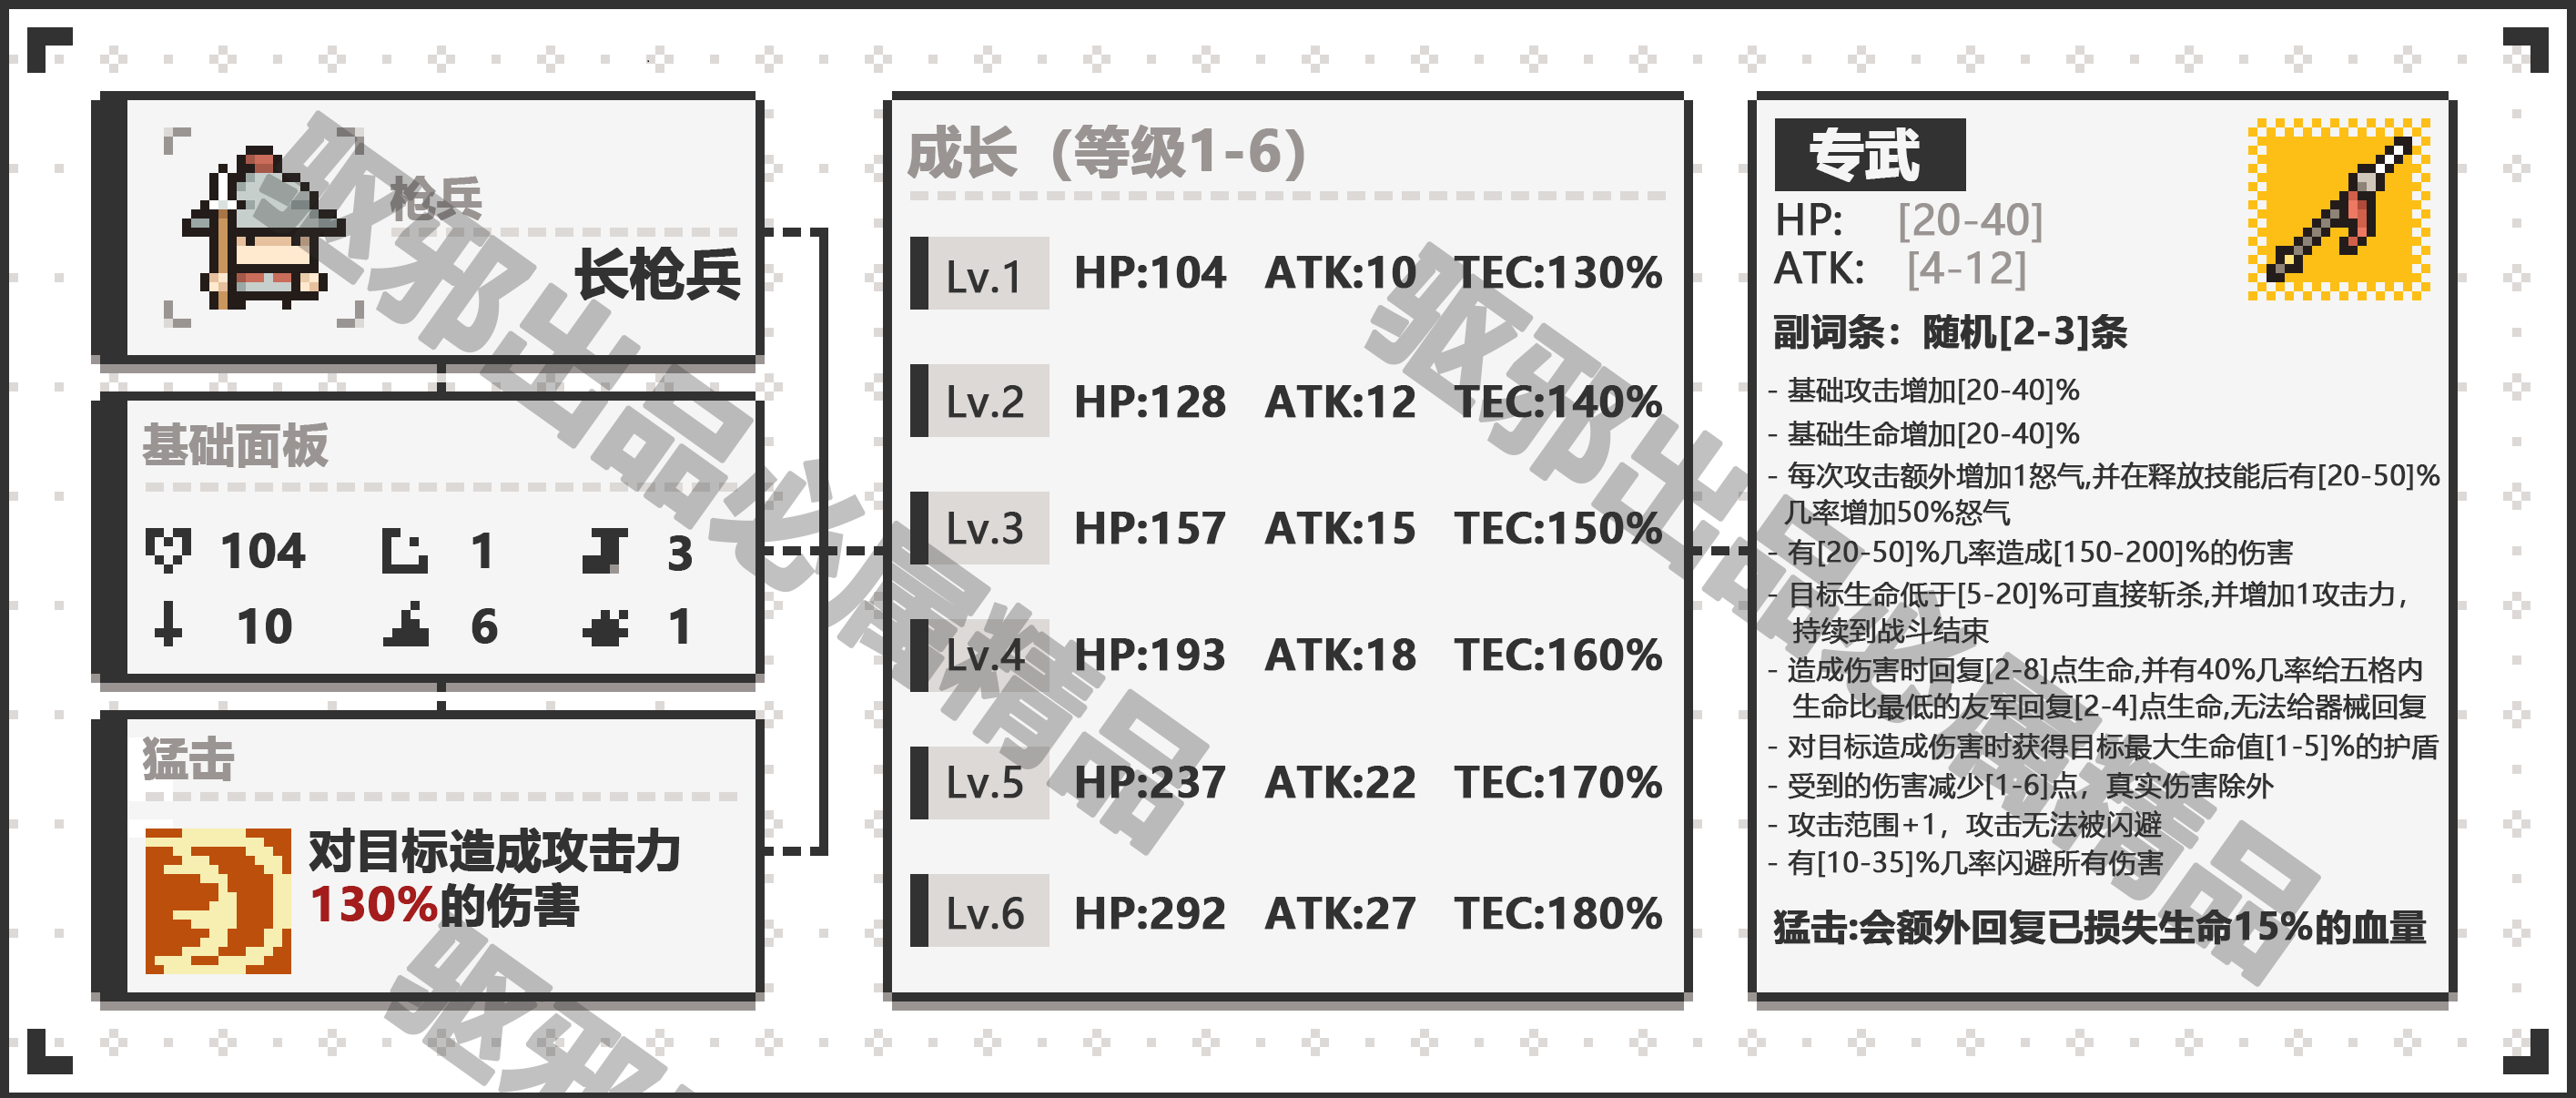 枪兵
长枪兵
基础面板
104 1 3
10 6 1
猛击
对目标造成攻击力
130%的伤害
成长（等级1-6）
Lv.1 HP:104 ATK:10 TEC:130%
Lv.2 HP:128 ATK:12 TEC:140%
Lv.3 HP:157 ATK:15 TEC:150%
Lv.4 HP:193 ATK:18 TEC:160%
Lv.5 HP:237 ATK:22 TEC:170%
Lv.6 HP:292 ATK:27 TEC:180%
专武
HP: [20-40]
ATK: [4-12]
副词条：随机[2-3]条
- 基础攻击增加[20-40]%
- 基础生命增加[20-40]%
- 每次攻击额外增加1怒气,并在释放技能后有[20-50]%
几率增加50%怒气
- 有[20-50]%几率造成[150-200]%的伤害
- 目标生命低于[5-20]%可直接斩杀,并增加1攻击力，
持续到战斗结束
- 造成伤害时回复[2-8]点生命,并有40%几率给五格内
生命比最低的友军回复[2-4]点生命,无法给器械回复
- 对目标造成伤害时获得目标最大生命值[1-5]%的护盾
- 受到的伤害减少[1-6]点，真实伤害除外
- 攻击范围+1，攻击无法被闪避
- 有[10-35]%几率闪避所有伤害
猛击:会额外回复已损失生命15%的血量
驱邪出品必属精品
驱邪出品必属精品
驱邪